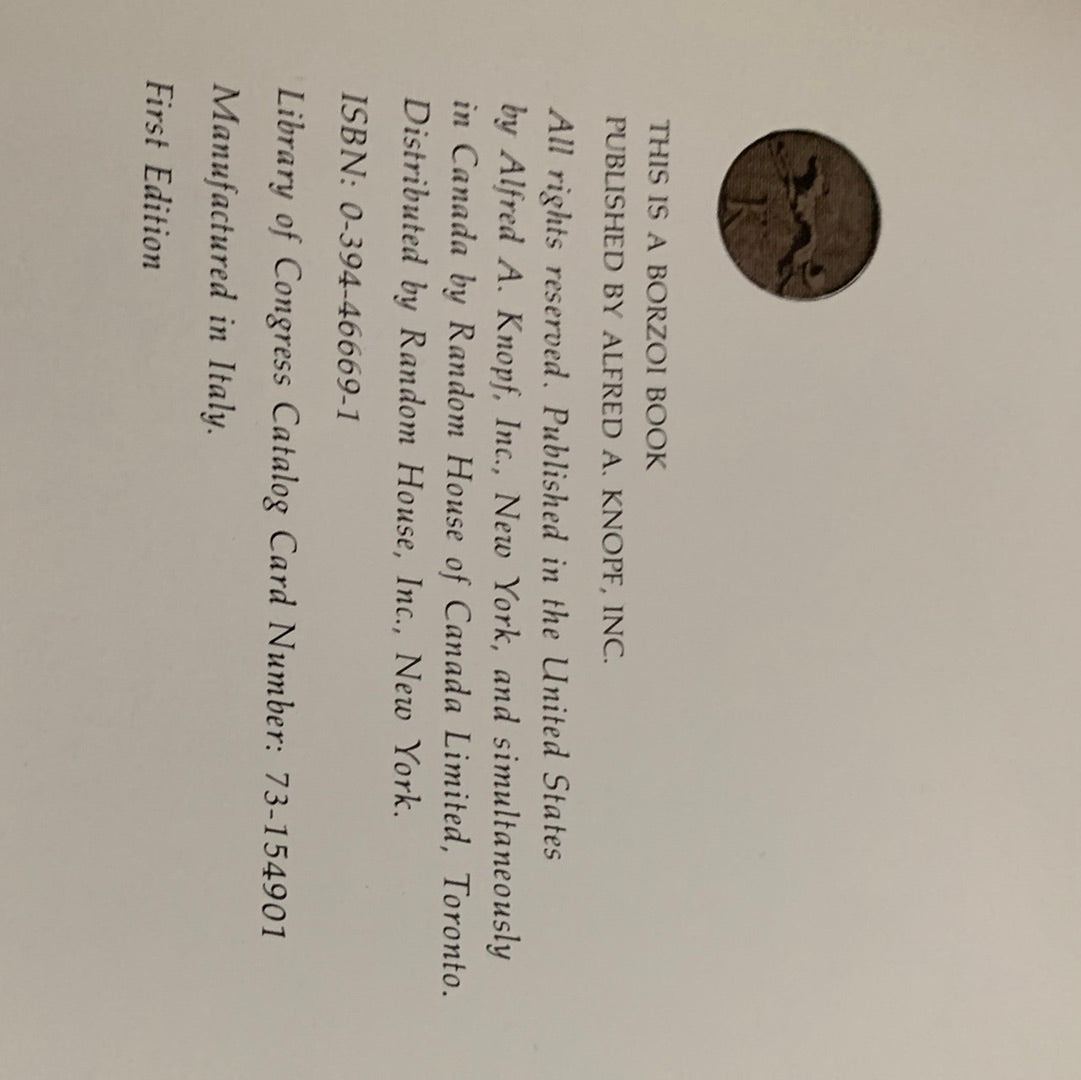 THIS IS A BORZOI BOOK
PUBLISHED BY ALFRED A. KNOPF, INC.
All rights reserved. Published in the United States
by Alfred A. Knopf, Inc., New York, and simultaneously
in Canada by Random House of Canada Limited, Toronto.
Distributed by Random House, Inc., New York.
ISBN: 0-394-46669-1
Library of Congress Catalog Card Number: 73-154901
Manufactured in Italy.
First Edition